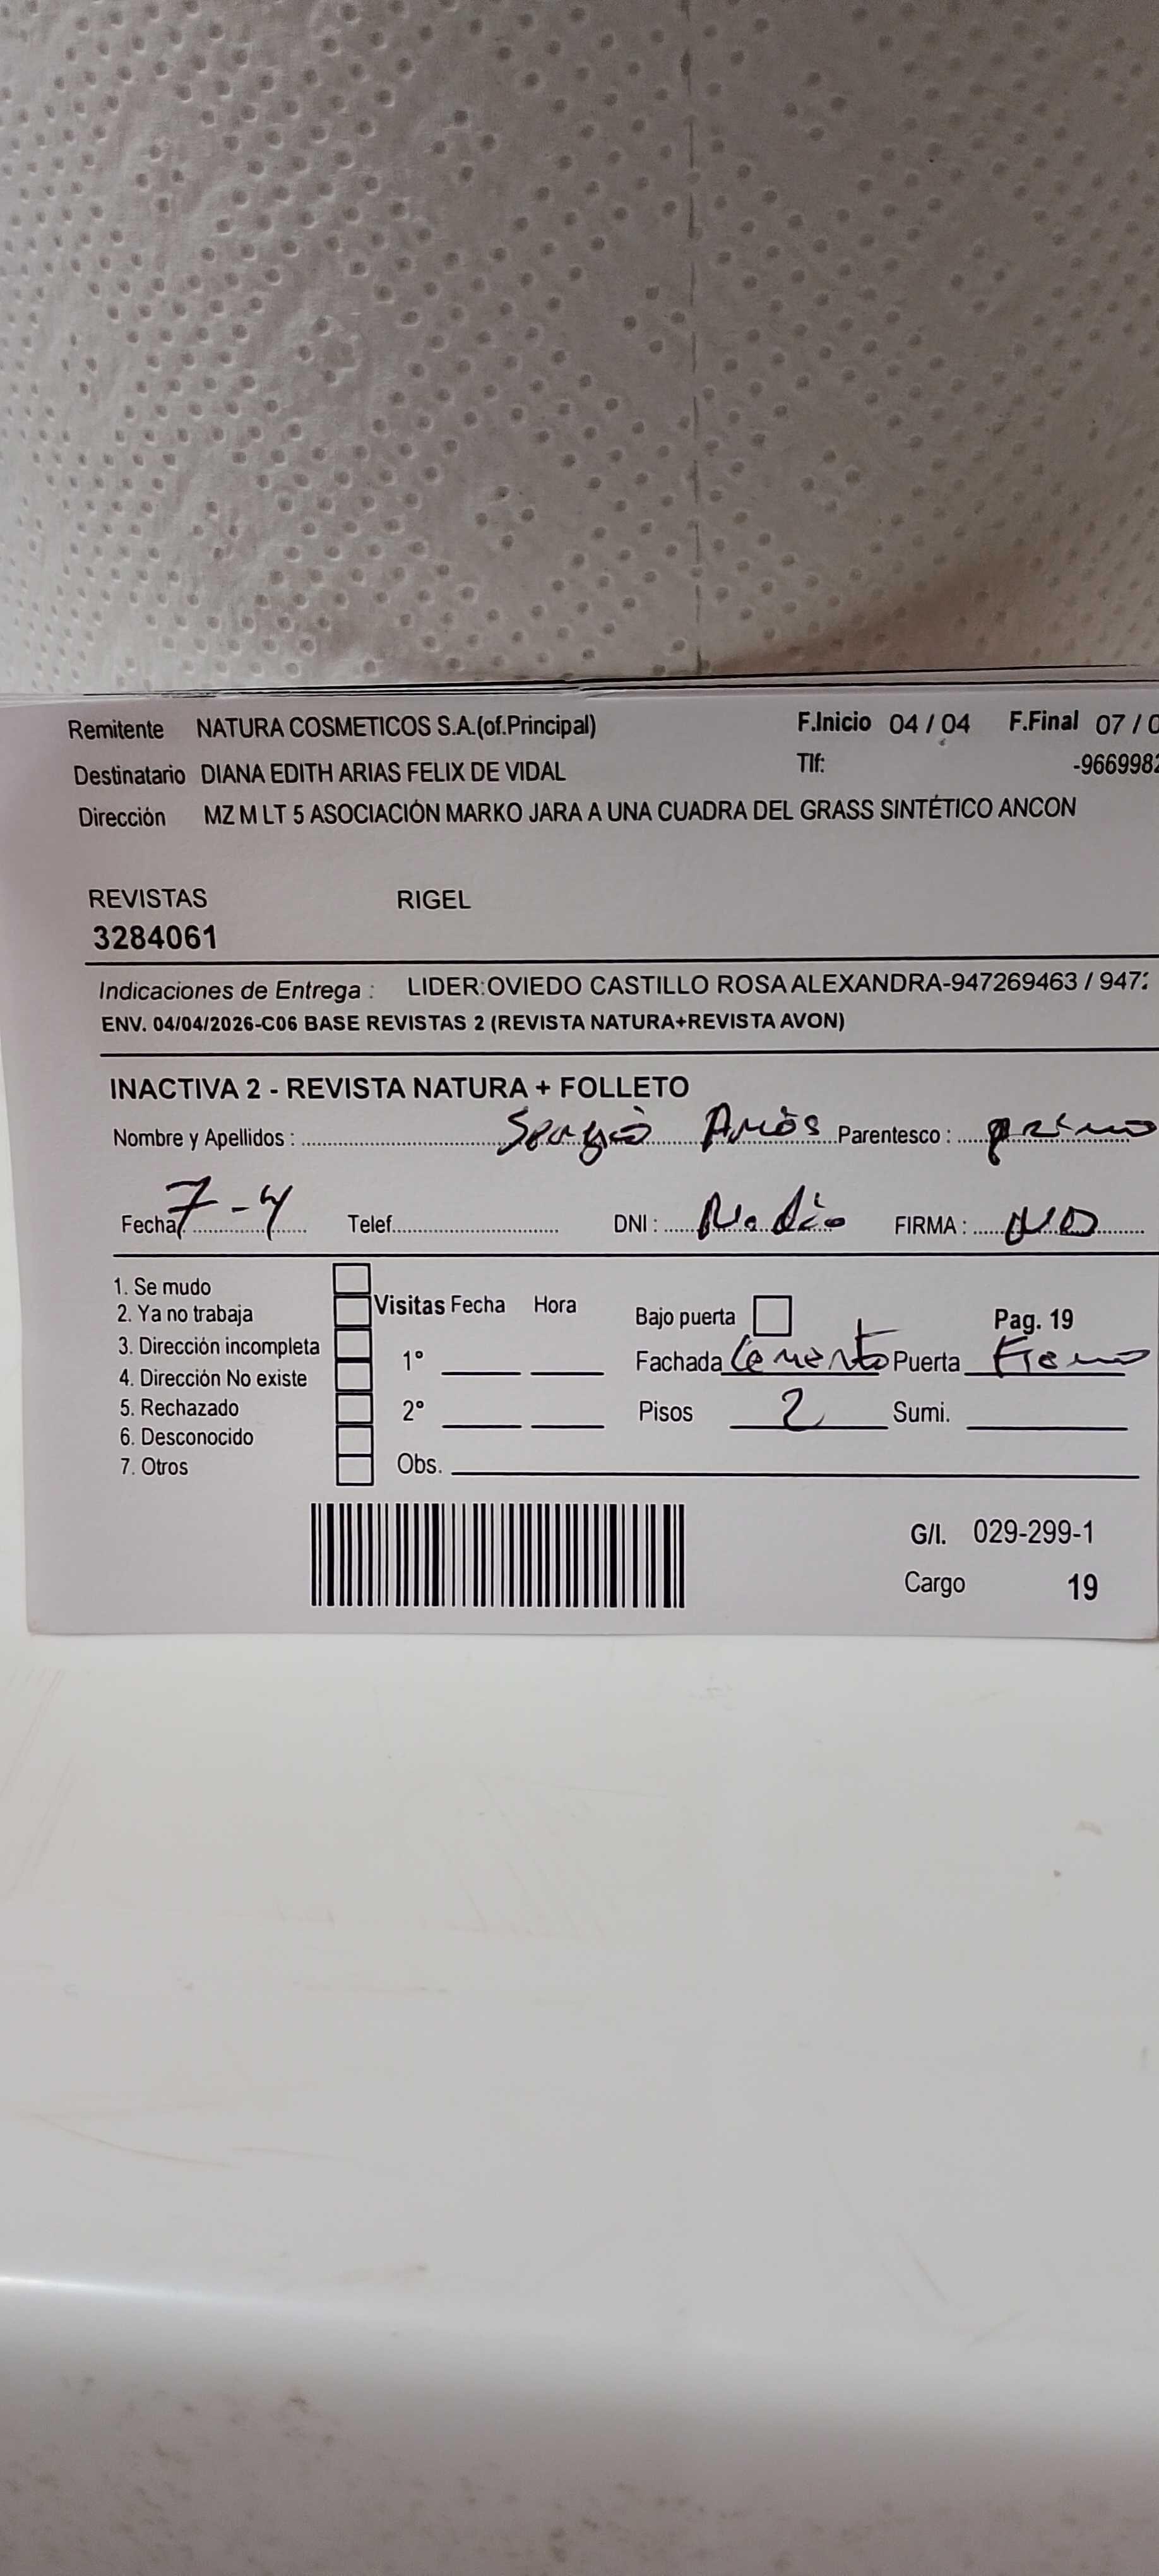 Remitente NATURA COSMETICOS S.A.(of.Principal) F.Inicio 04 / 04 F.Final 07 / 0
Destinatario DIANA EDITH ARIAS FELIX DE VIDAL Tlf: -9669982
Dirección MZ M LT 5 ASOCIACIÓN MARKO JARA A UNA CUADRA DEL GRASS SINTÉTICO ANCON
REVISTAS RIGEL
3284061
Indicaciones de Entrega : LIDER:OVIEDO CASTILLO ROSA ALEXANDRA-947269463 / 947
ENV. 04/04/2026-C06 BASE REVISTAS 2 (REVISTA NATURA+REVISTA AVON)
INACTIVA 2 - REVISTA NATURA + FOLLETO
Nombre y Apellidos : Sergio Arias Parentesco : primo
Fecha 7-4 Telef. DNI : No dio FIRMA : NO
1. Se mudo
2. Ya no trabaja Visitas Fecha Hora Bajo puerta Pag. 19
3. Dirección incompleta 1° Fachada Cemento Puerta Fierro
4. Dirección No existe
5. Rechazado 2° Pisos 2 Sumi.
6. Desconocido
7. Otros Obs.
G/I. 029-299-1
Cargo 19